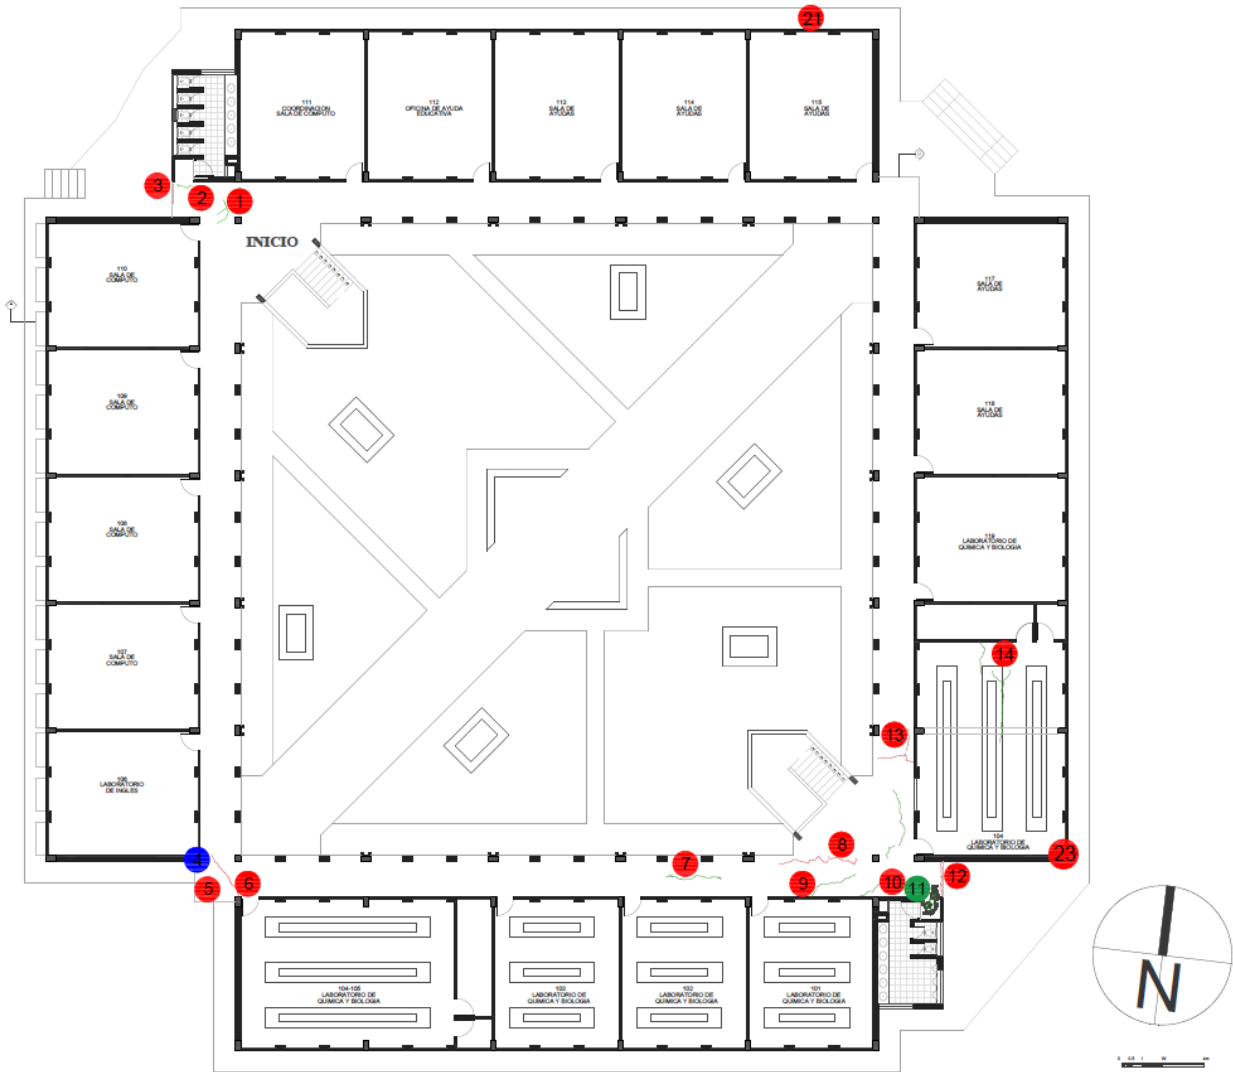 21
111
COORDINACION
SALA DE COMPUTO
112
OFICINA DE AYUDA
EDUCATIVA
113
SALA DE
AYUDAS
114
SALA DE
AYUDAS
115
SALA DE
AYUDAS
3
2
1
INICIO
110
SALA DE
COMPUTO
117
SALA DE
AYUDAS
109
SALA DE
COMPUTO
118
SALA DE
AYUDAS
108
SALA DE
COMPUTO
119
LABORATORIO DE
QUIMICA Y BIOLOGIA
107
SALA DE
COMPUTO
14
13
106
LABORATORIO
DE INGLES
104
LABORATORIO DE
QUIMICA Y BIOLOGIA
23
4
8
7
5
6
9
10
11
12
104-105
LABORATORIO DE
QUIMICA Y BIOLOGIA
103
LABORATORIO DE
QUIMICA Y BIOLOGIA
102
LABORATORIO DE
QUIMICA Y BIOLOGIA
101
LABORATORIO DE
QUIMICA Y BIOLOGIA
N